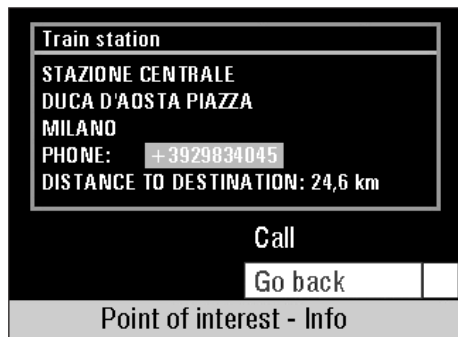 Train station
STAZIONE CENTRALE
DUCA D'AOSTA PIAZZA
MILANO
PHONE: +3929834045
DISTANCE TO DESTINATION: 24,6 km
Call
Go back
Point of interest - Info